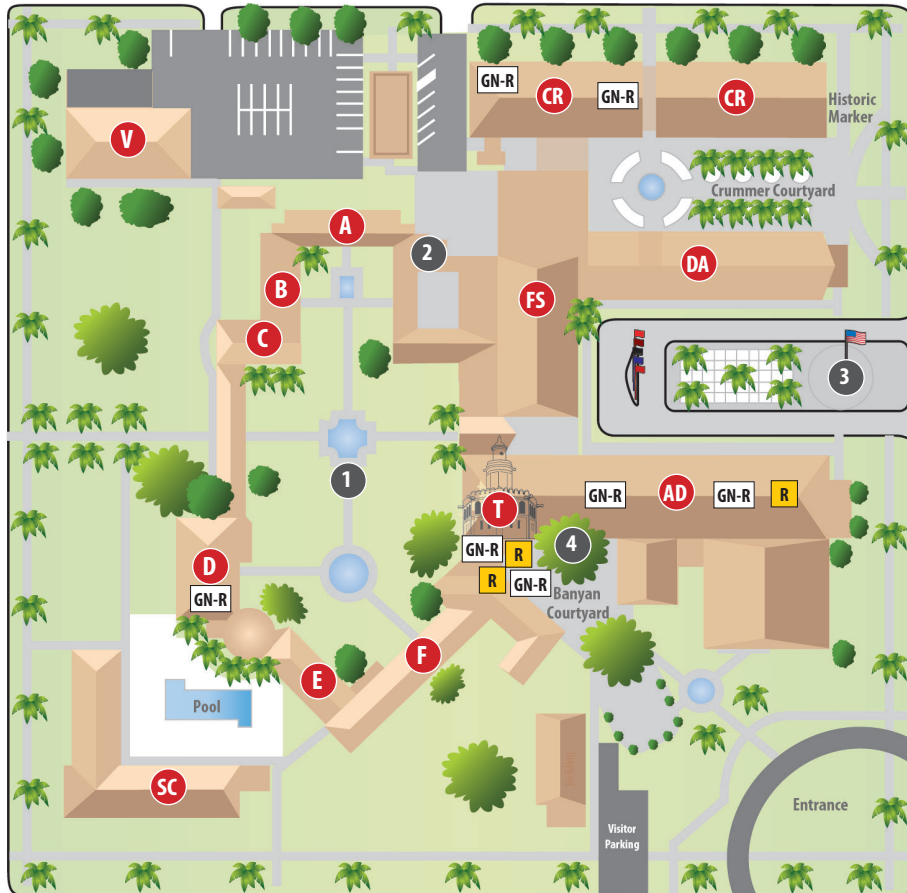 GN-R
CR
GN-R
CR
Historic
Marker
V
Crummer Courtyard
A
2
DA
B
FS
C
3
1
T
GN-R
AD
GN-R
R
GN-R
R
4
D
R
GN-R
GN-R
Banyan
Courtyard
F
E
Pool
SC
Entrance
Visitor
Parking